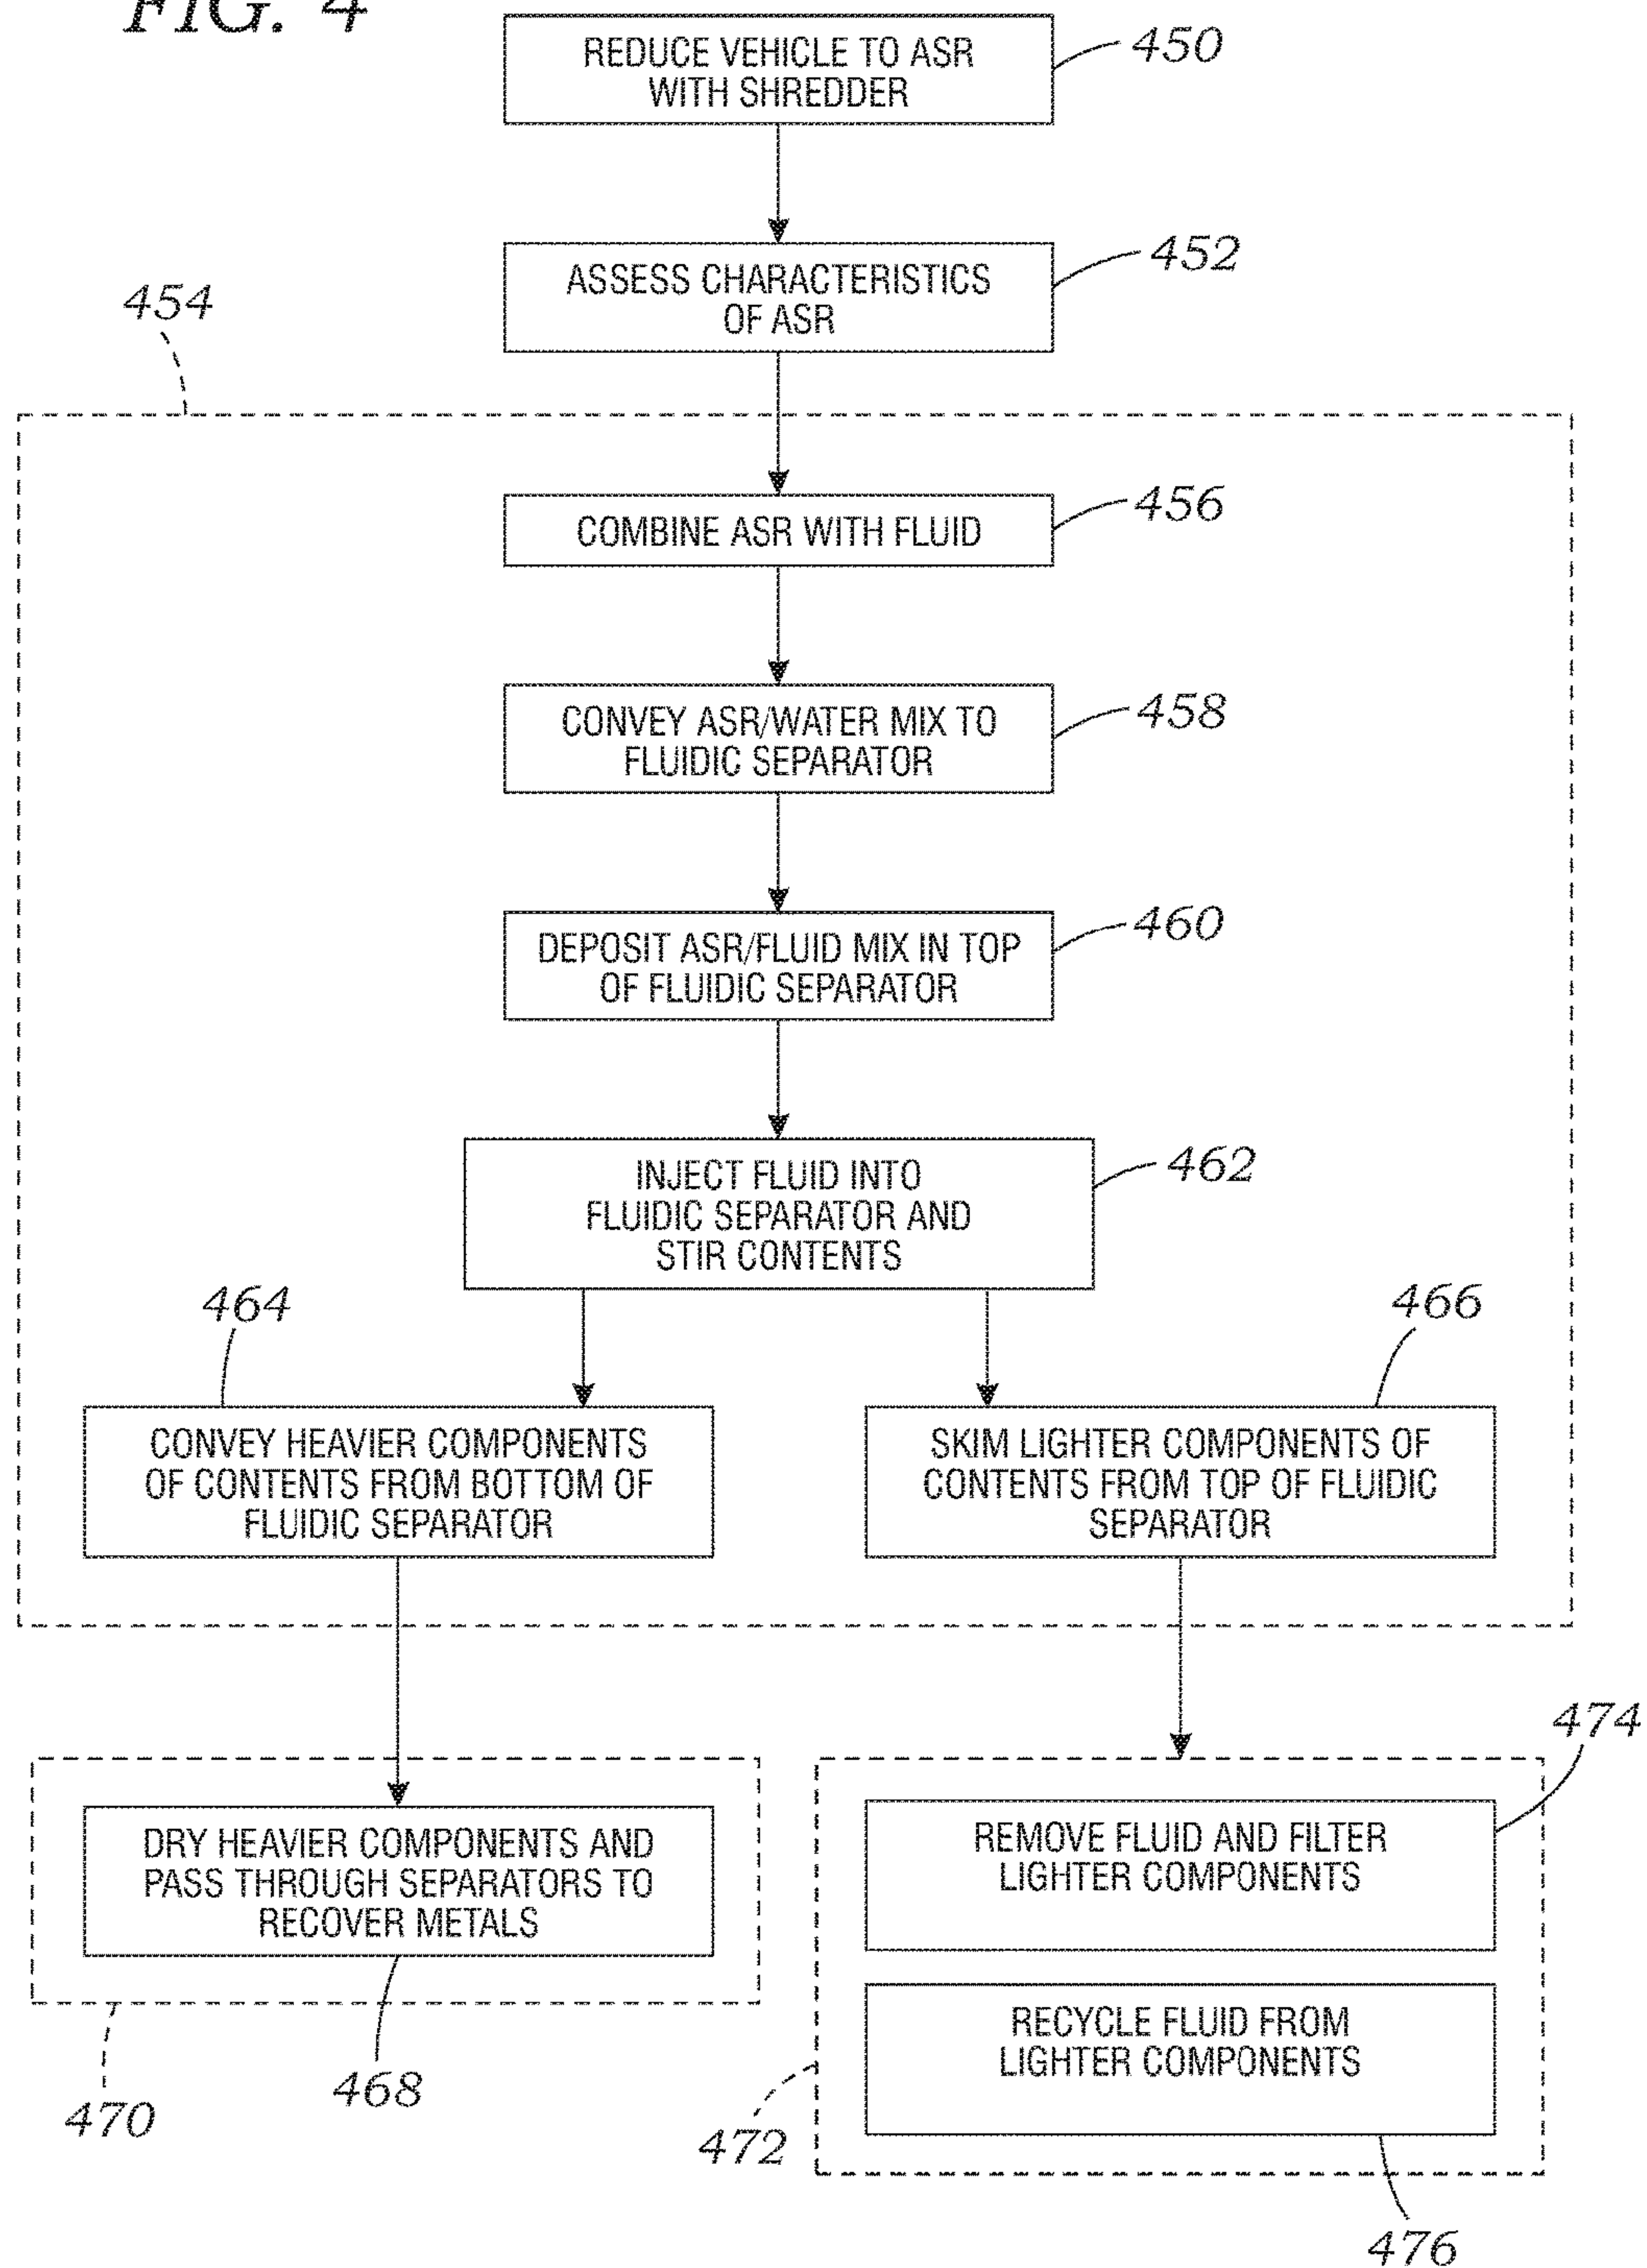 FIG. 4
REDUCE VEHICLE TO ASR
WITH SHREDDER
450
ASSESS CHARACTERISTICS
OF ASR
452
454
COMBINE ASR WITH FLUID
456
CONVEY ASR/WATER MIX TO
FLUIDIC SEPARATOR
458
DEPOSIT ASR/FLUID MIX IN TOP
OF FLUIDIC SEPARATOR
460
INJECT FLUID INTO
FLUIDIC SEPARATOR AND
STIR CONTENTS
462
464
CONVEY HEAVIER COMPONENTS
OF CONTENTS FROM BOTTOM OF
FLUIDIC SEPARATOR
466
SKIM LIGHTER COMPONENTS OF
CONTENTS FROM TOP OF FLUIDIC
SEPARATOR
DRY HEAVIER COMPONENTS AND
PASS THROUGH SEPARATORS TO
RECOVER METALS
468
470
474
REMOVE FLUID AND FILTER
LIGHTER COMPONENTS
RECYCLE FLUID FROM
LIGHTER COMPONENTS
472
476